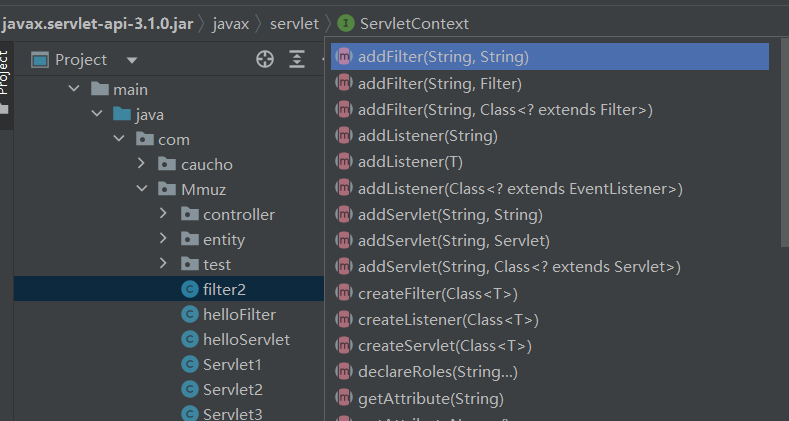 javax.servlet-api-3.1.0.jar javax servlet ServletContext
Project
Project
main
java
com
caucho
Mmuz
controller
entity
test
filter2
helloFilter
helloServlet
Servlet1
Servlet2
Servlet3
addFilter(String, String)
addFilter(String, Filter)
addFilter(String, Class<? extends Filter>)
addListener(String)
addListener(T)
addListener(Class<? extends EventListener>)
addServlet(String, String)
addServlet(String, Servlet)
addServlet(String, Class<? extends Servlet>)
createFilter(Class<T>)
createListener(Class<T>)
createServlet(Class<T>)
declareRoles(String...)
getAttribute(String)